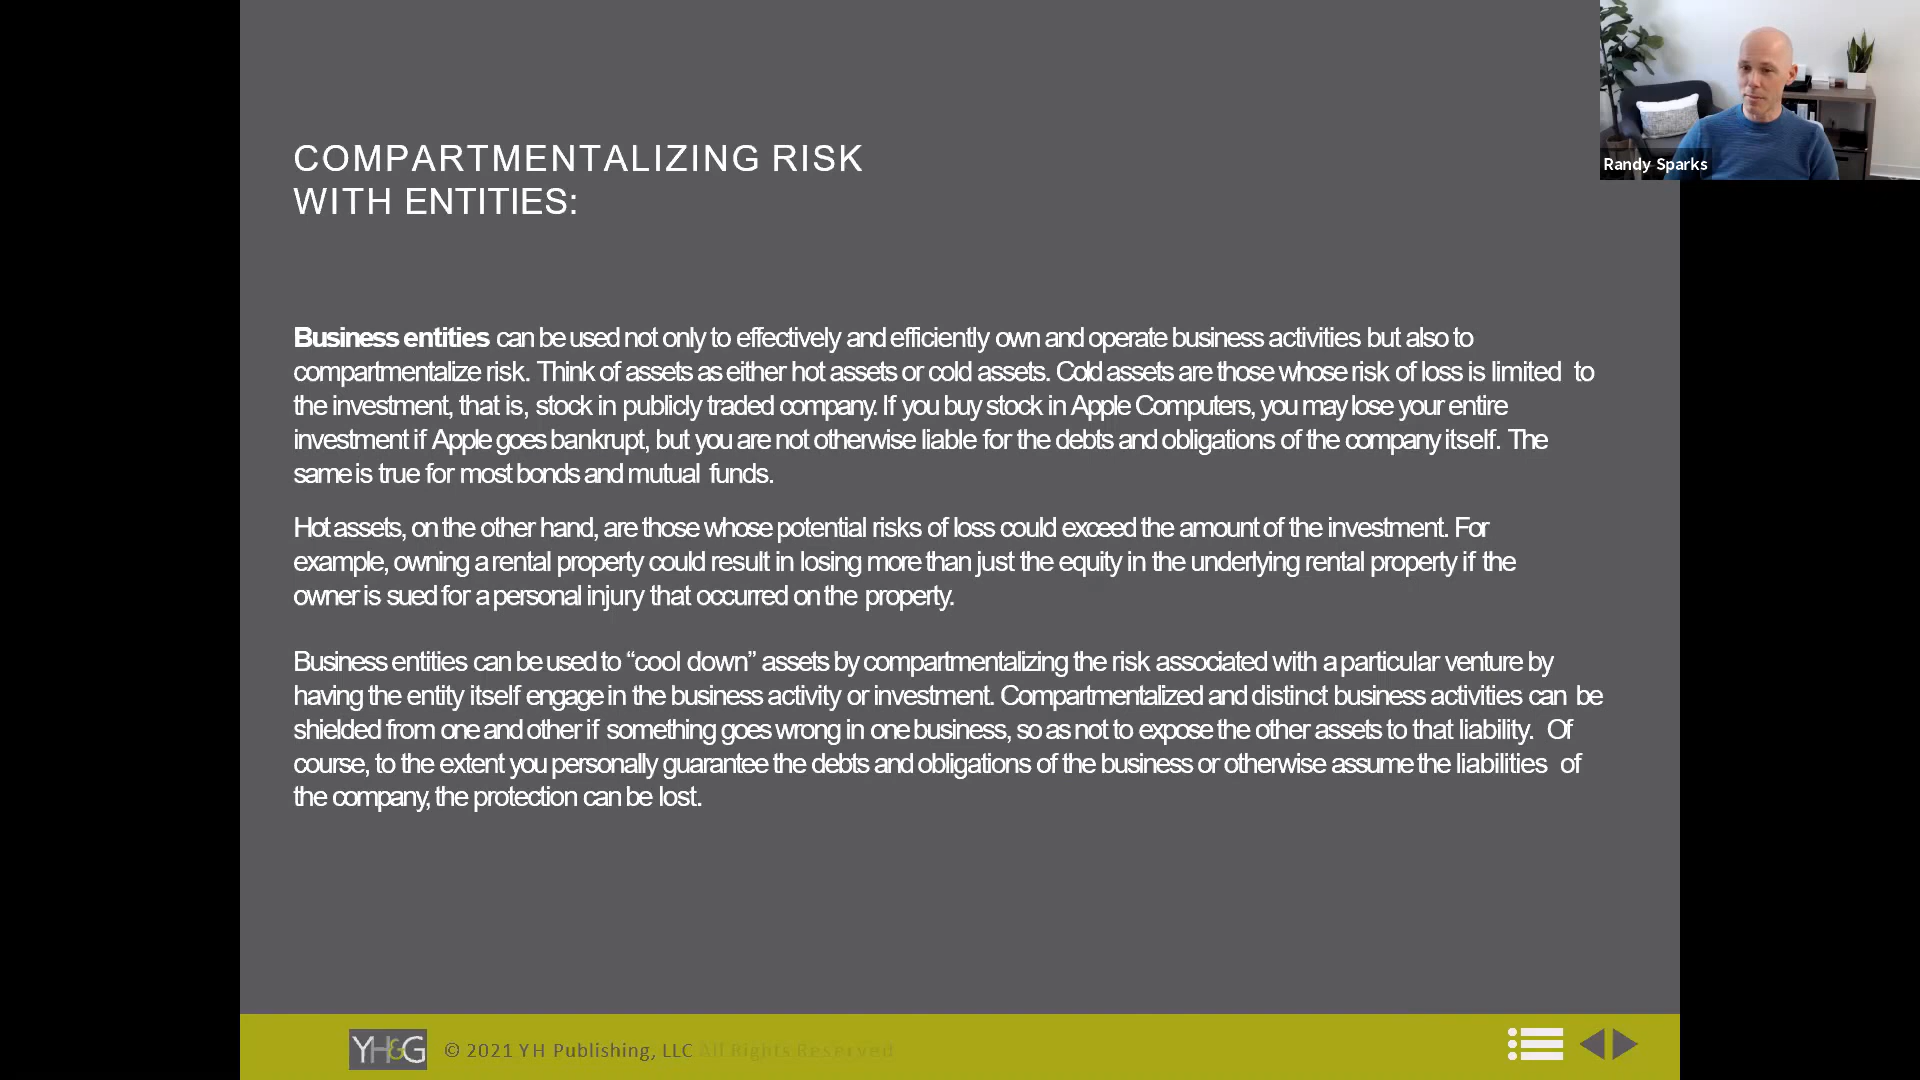 COMPARTMENTALIZING RISK
WITH ENTITIES:
Randy Sparks
Business entities can be used not only to effectively and efficiently own and operate business activities but also to
compartmentalize risk. Think of assets as either hot assets or cold assets. Cold assets are those whose risk of loss is limited to
the investment, that is, stock in publicly traded company. If you buy stock in Apple Computers, you may lose your entire
investment if Apple goes bankrupt, but you are not otherwise liable for the debts and obligations of the company itself. The
same is true for most bonds and mutual funds.
Hot assets, on the other hand, are those whose potential risks of loss could exceed the amount of the investment. For
example, owning a rental property could result in losing more than just the equity in the underlying rental property if the
owner is sued for a personal injury that occurred on the property.
Business entities can be used to “cool down” assets by compartmentalizing the risk associated with a particular venture by
having the entity itself engage in the business activity or investment. Compartmentalized and distinct business activities can be
shielded from one and other if something goes wrong in one business, so as not to expose the other assets to that liability. Of
course, to the extent you personally guarantee the debts and obligations of the business or otherwise assume the liabilities of
the company, the protection can be lost.
YH&G © 2021 YH Publishing, LLC All Rights Reserved